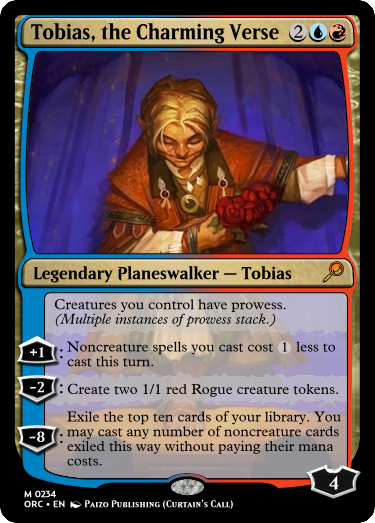 Tobias, the Charming Verse 2
Legendary Planeswalker — Tobias
Creatures you control have prowess.
(Multiple instances of prowess stack.)
+1: Noncreature spells you cast cost 1 less to
cast this turn.
-2: Create two 1/1 red Rogue creature tokens.
-8: Exile the top ten cards of your library. You
may cast any number of noncreature cards
exiled this way without paying their mana
costs.
4
M 0234
ORC • EN Paizo Publishing (Curtain's Call)